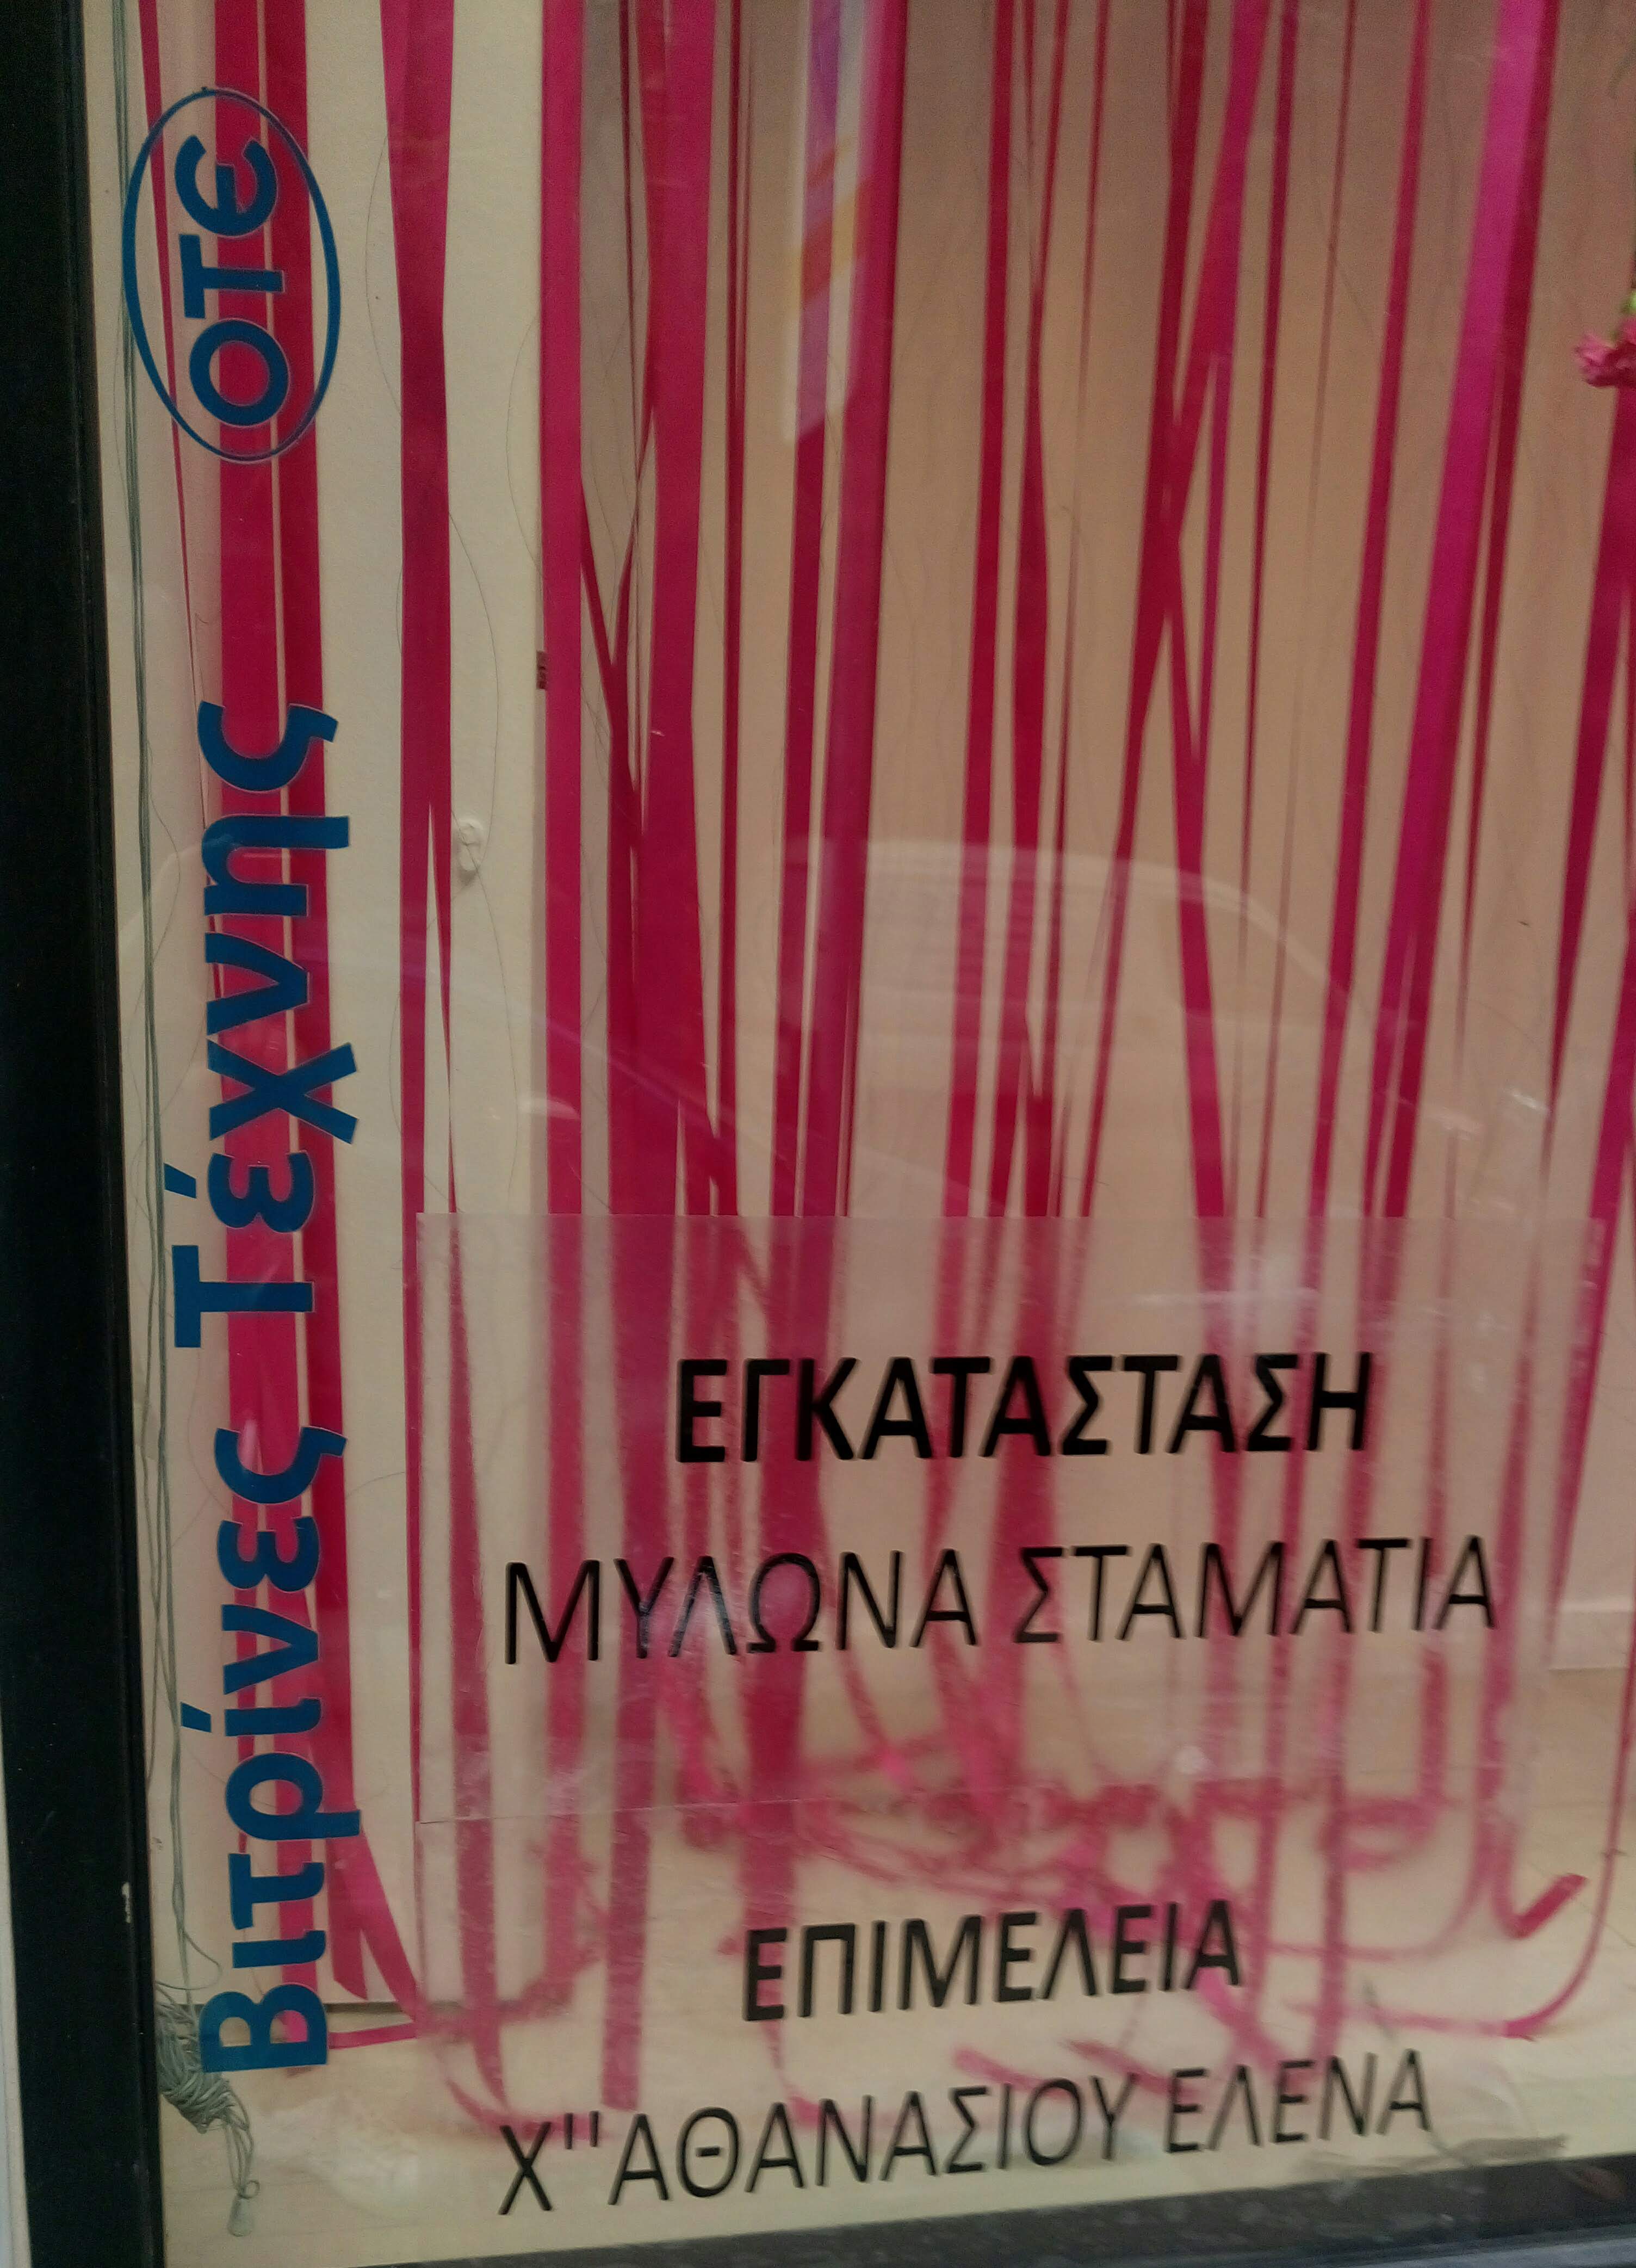 Βιτρίνες Τέχνης ΟΤΕ
ΕΓΚΑΤΑΣΤΑΣΗ
ΜΥΛΩΝΑ ΣΤΑΜΑΤΙΑ
ΕΠΙΜΕΛΕΙΑ
Χ''ΑΘΑΝΑΣΙΟΥ ΕΛΕΝΑ